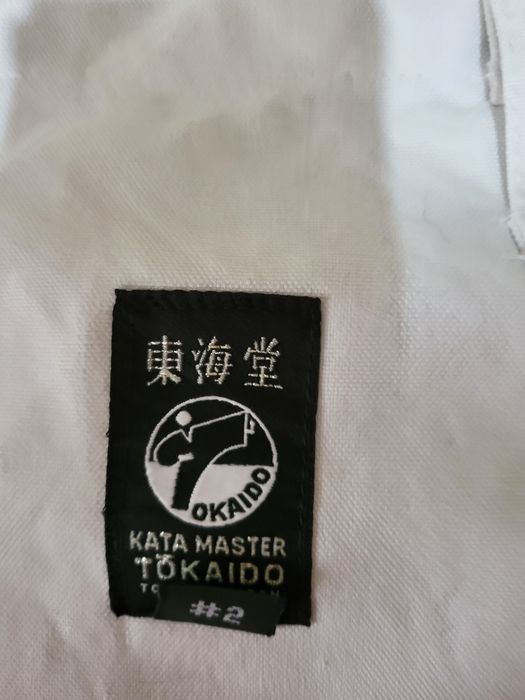 東海堂
TOKAIDO
KATA MASTER
TŌKAIDO
#2